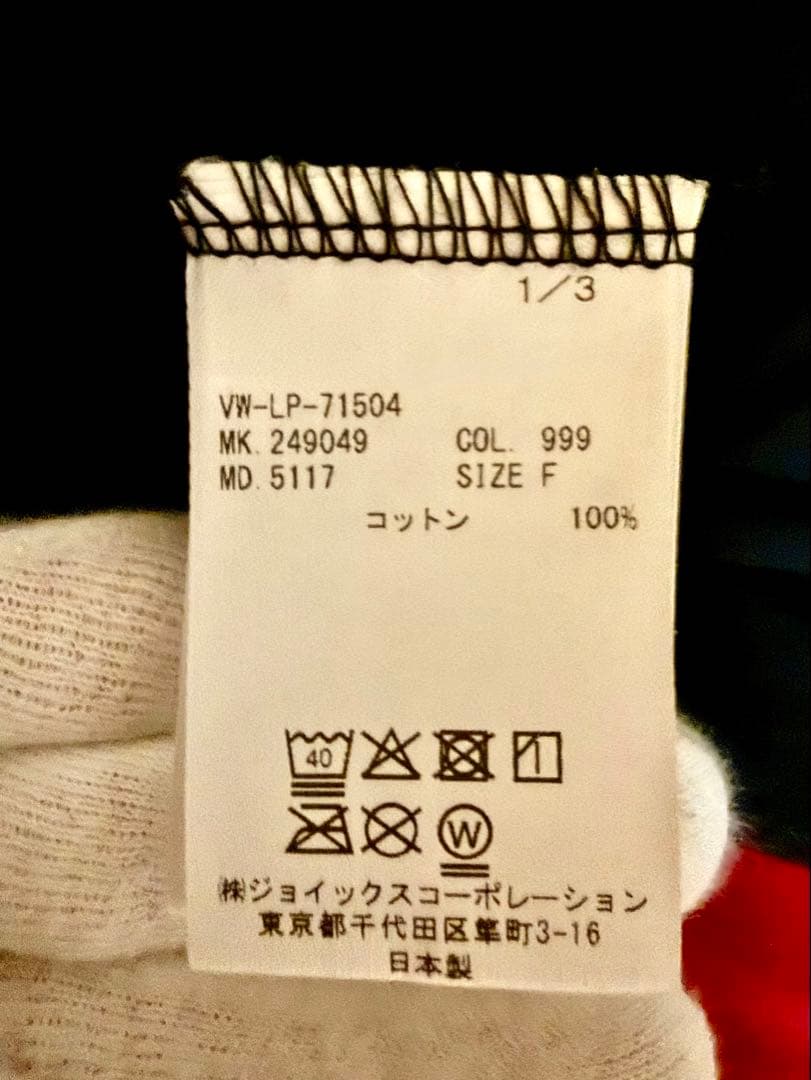 1/3
VW-LP-71504
MK. 249049 COL. 999
MD. 5117 SIZE F
コットン 100%
40
W
㈱ジョイックスコーポレーション
東京都千代田区隼町3-16
日本製